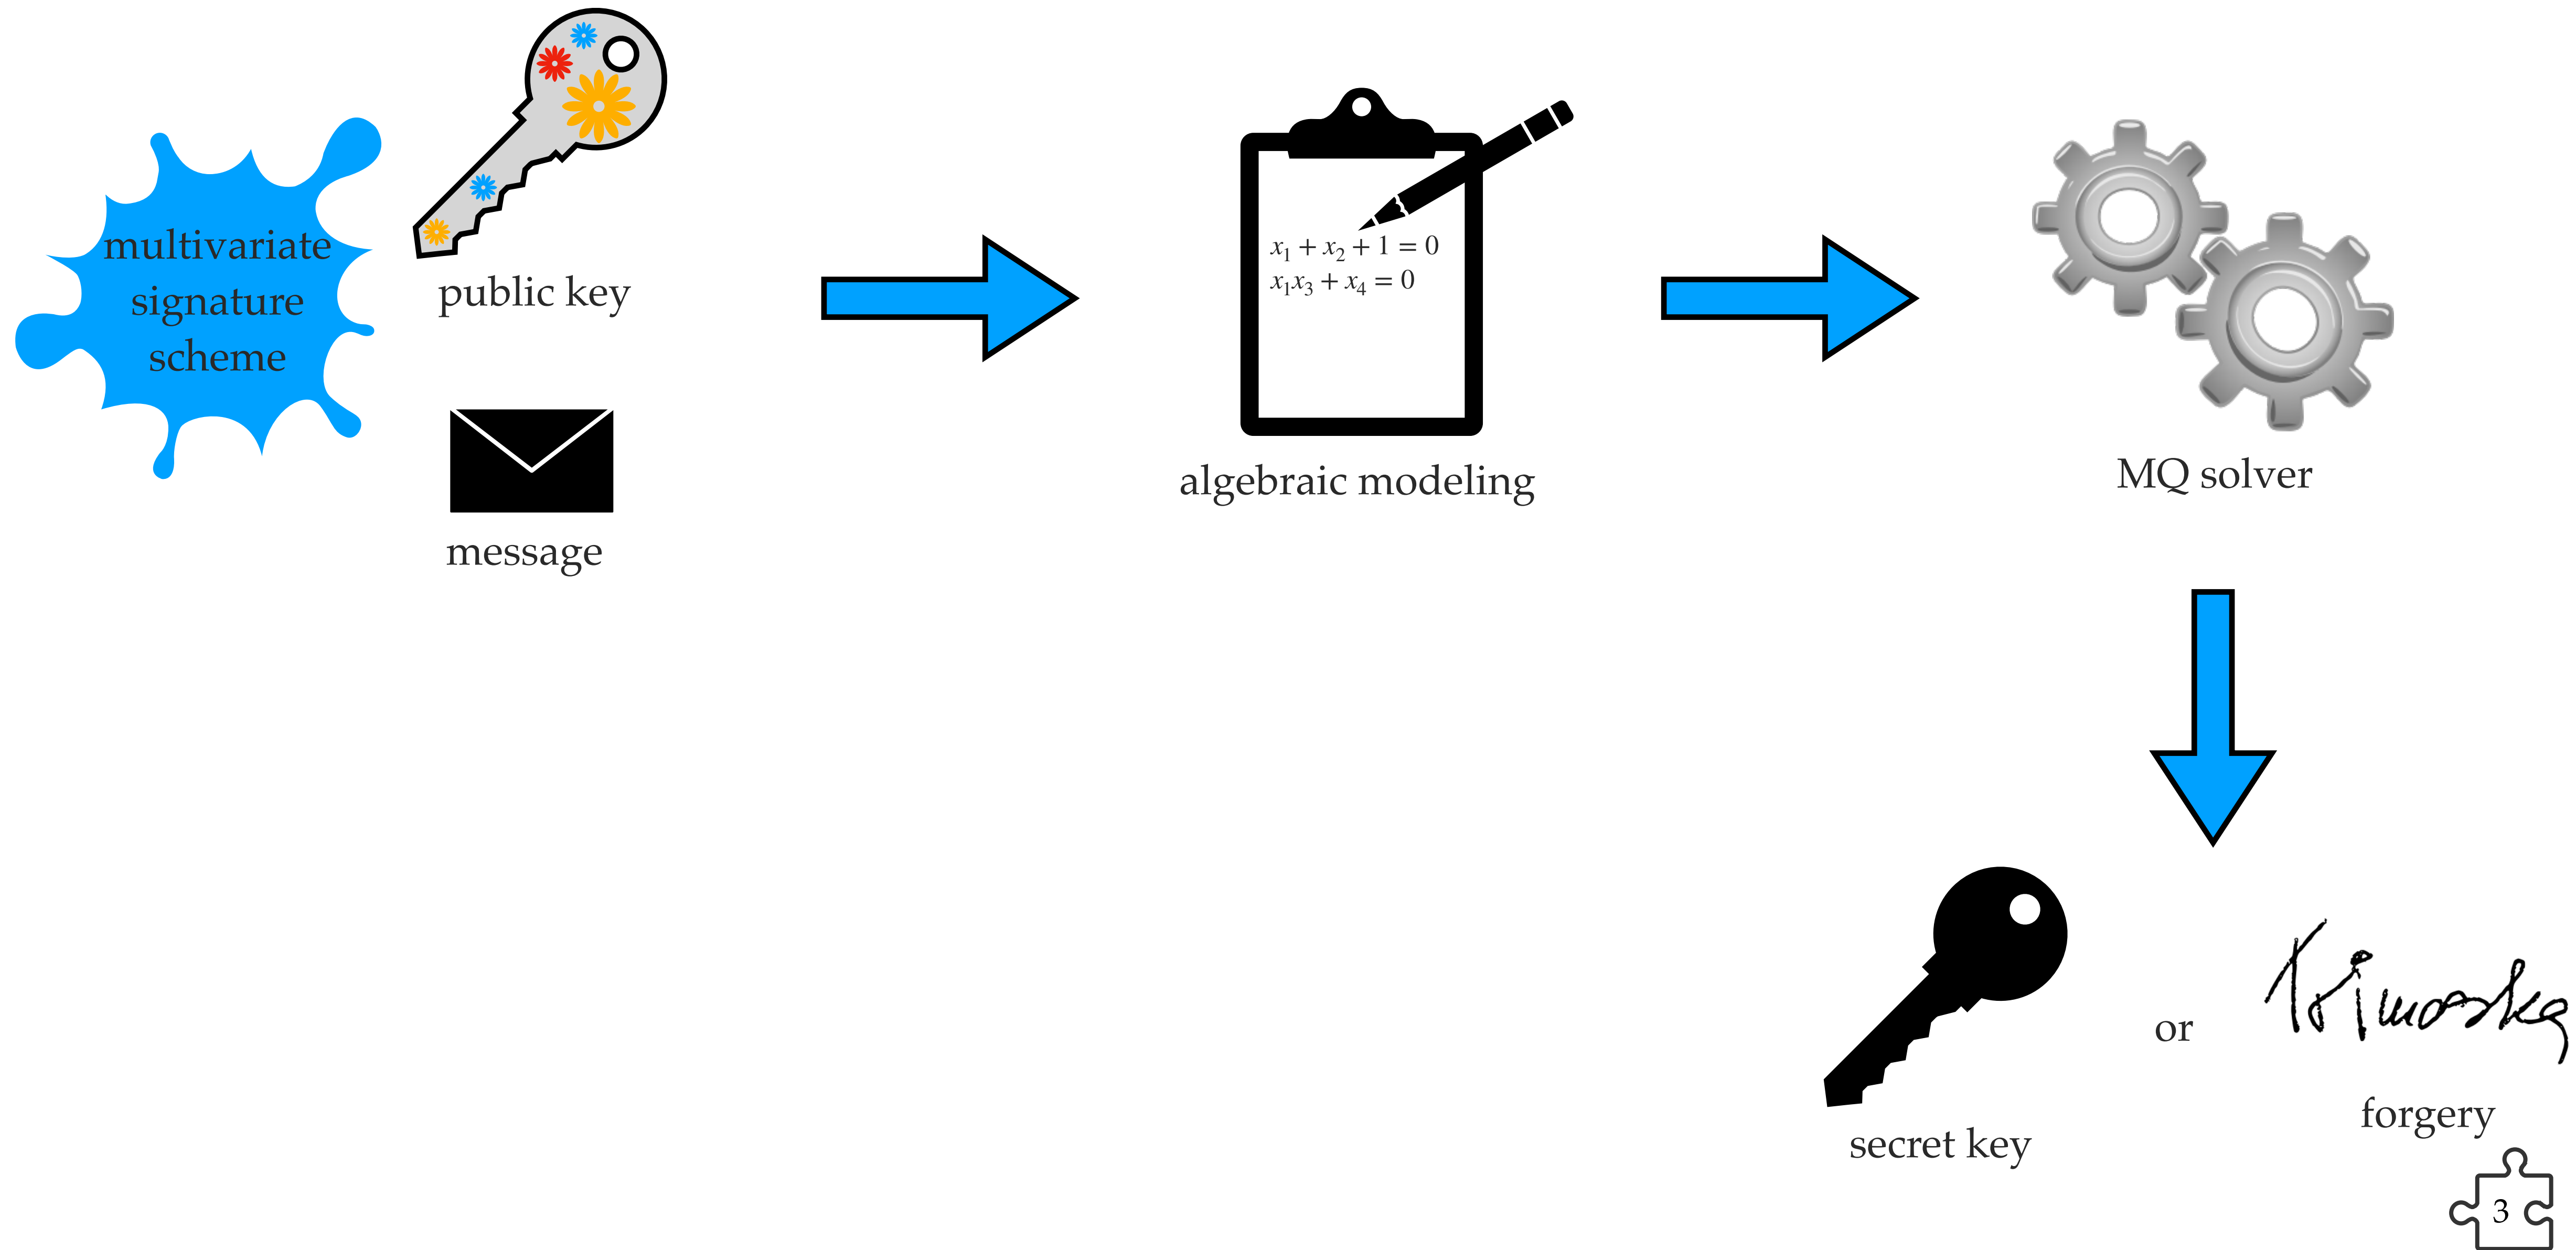 multivariate
signature
scheme
public key
message
x₁ + x₂ + 1 = 0
x₁x₃ + x₄ = 0
algebraic modeling
MQ solver
secret key
or
Trimoska
forgery
3